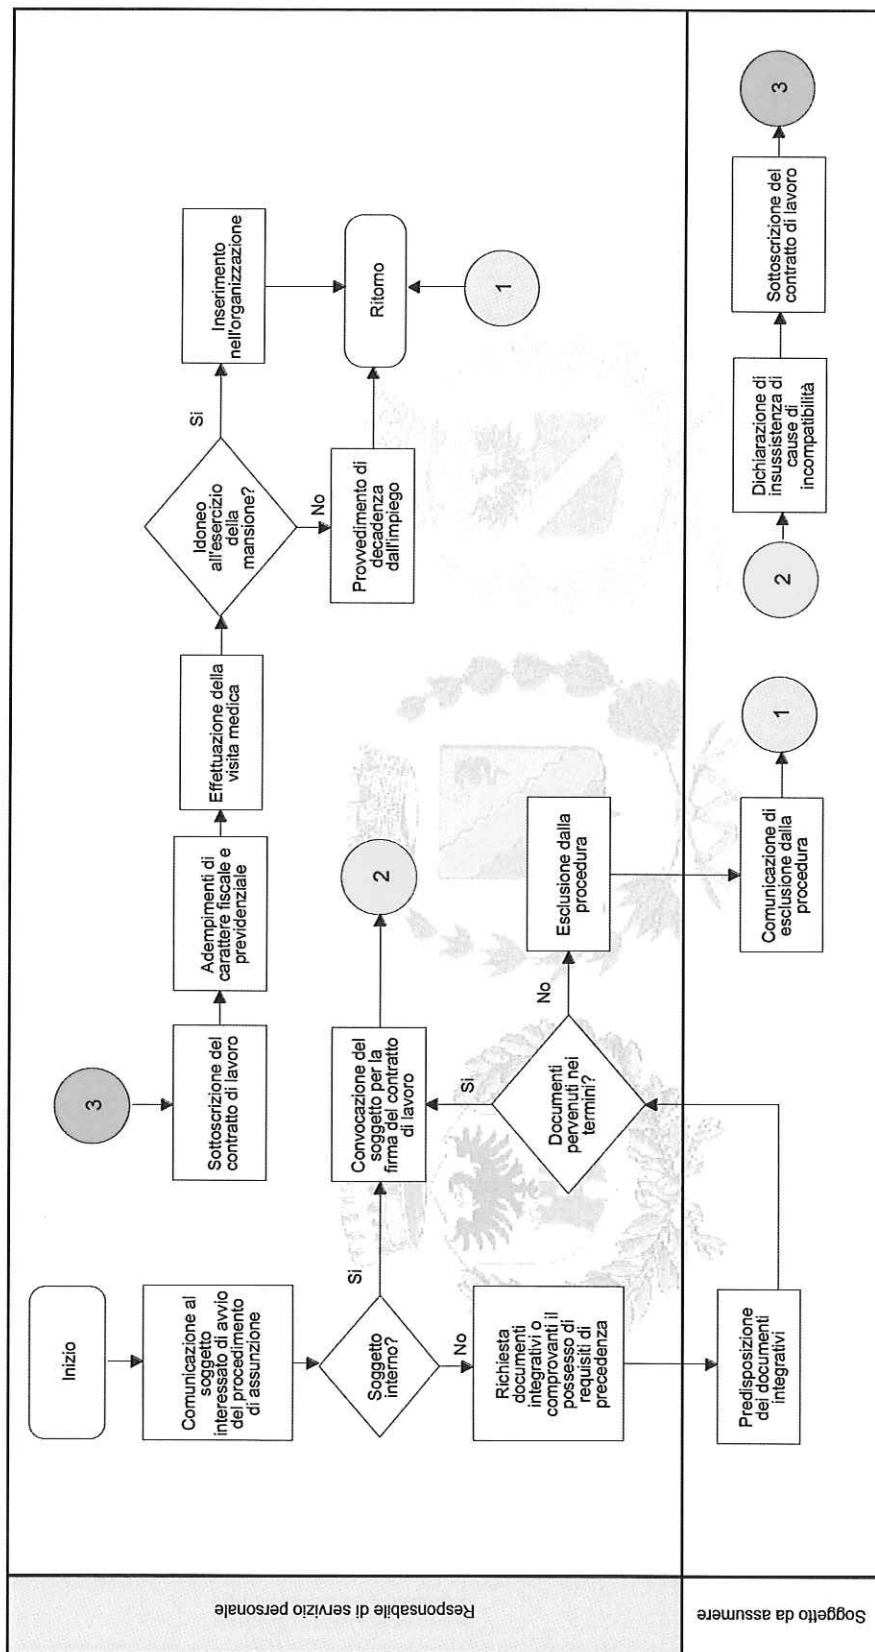 Responsabile di servizio personale
Inizio
Comunicazione al
soggetto
interessato di avvio
del procedimento
di assunzione
Soggetto
interno?
Si
No
Richiesta
documenti
integrativi o
comprovanti il
possesso di
requisiti di
precedenza
3
Sottoscrizione del
contratto di lavoro
Adempimenti di
carattere fiscale e
previdenziale
Effettuazione della
visita medica
Idoneo
all'esercizio
della
mansione?
Si
No
Inserimento
nell'organizzazione
Provvedimento di
decadenza
dall'impiego
Ritorno
1
Convocazione del
soggetto per la
firma del contratto
di lavoro
2
Si
Documenti
pervenuti nei
termini?
No
Esclusione dalla
procedura
Soggetto da assumere
Predisposizione
dei documenti
integrativi
Comunicazione di
esclusione dalla
procedura
1
2
Dichiarazione di
insussistenza di
cause di
incompatibilità
Sottoscrizione del
contratto di lavoro
3